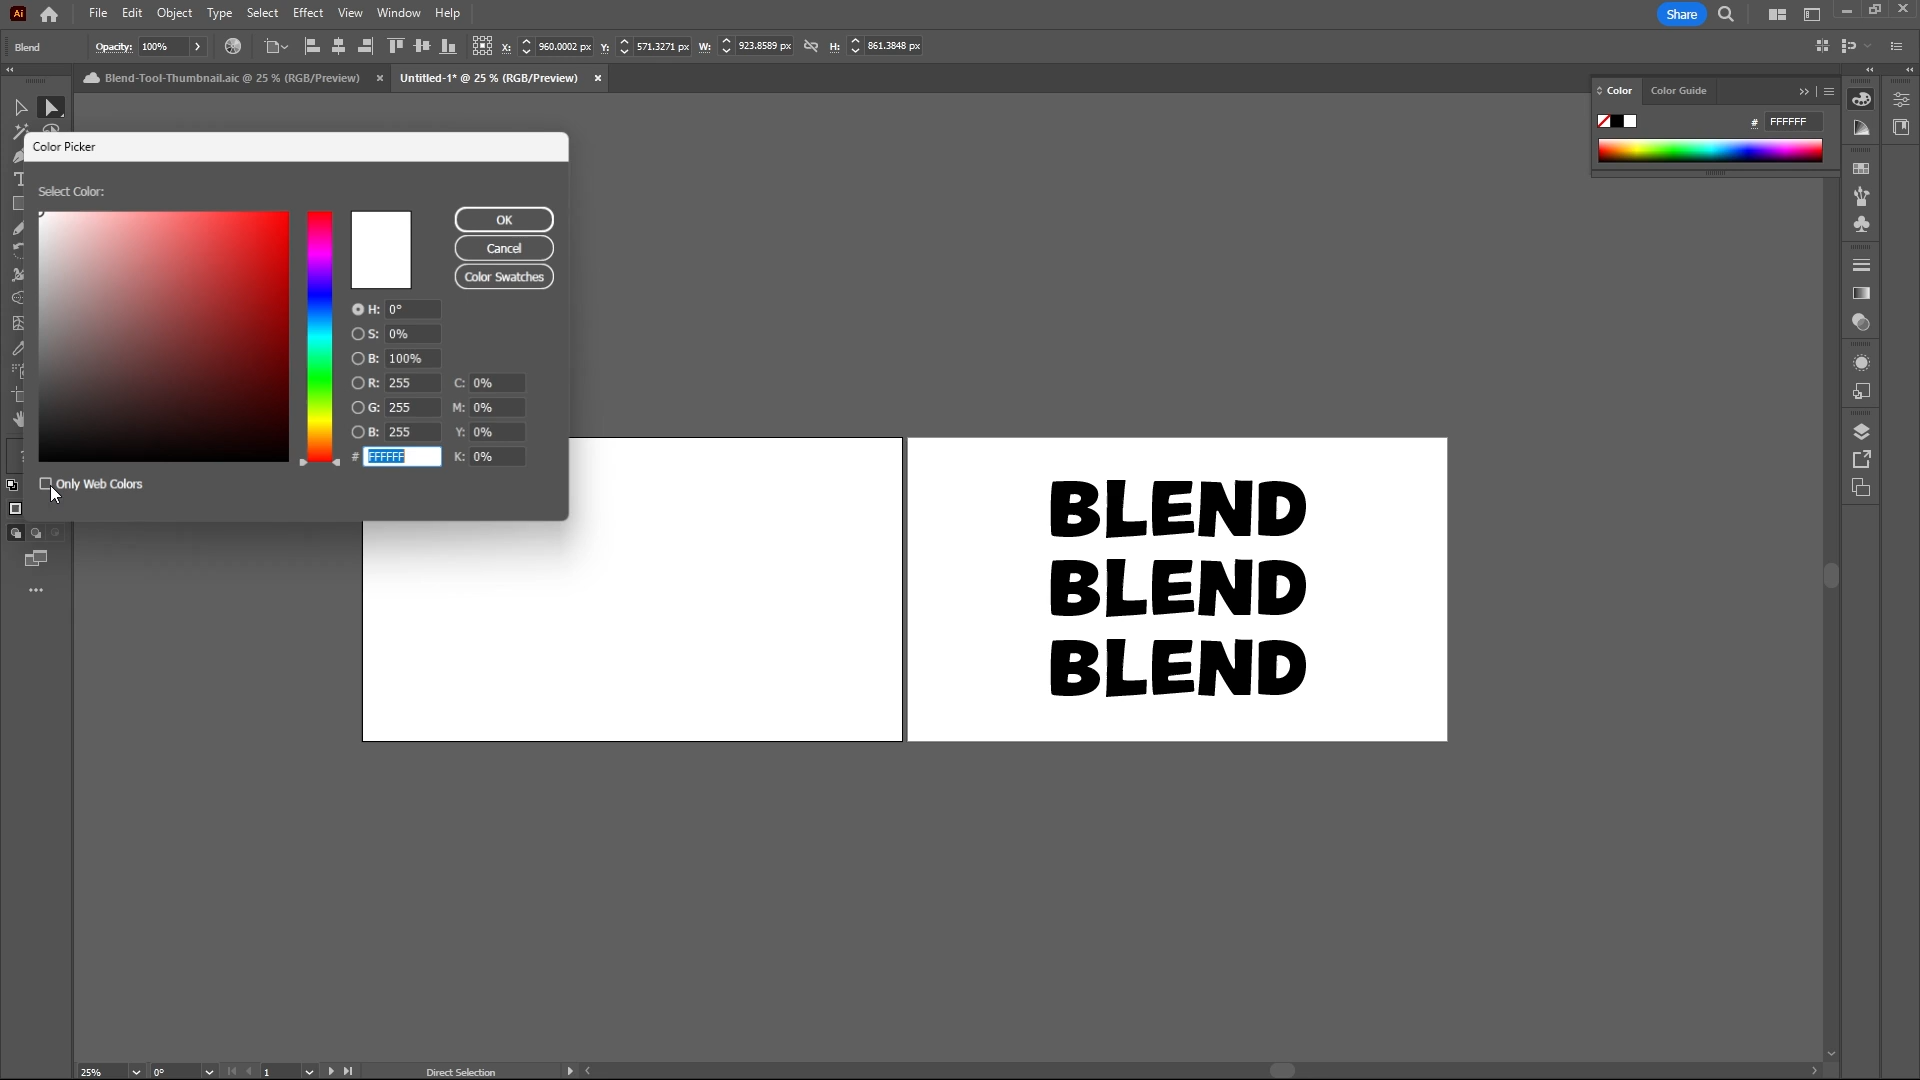 Ai File Edit Object Type Select Effect View Window Help Share
Blend Opacity: 100% X: 960.0002 px Y: 571.3271 px W: 923.8589 px H: 861.3848 px
Blend-Tool-Thumbnail.aic @ 25 % (RGB/Preview) × Untitled-1* @ 25 % (RGB/Preview) ×
Color Color Guide
# FFFFFF
Color Picker
Select Color:
OK
Cancel
Color Swatches
H: 0°
S: 0%
B: 100%
R: 255 C: 0%
G: 255 M: 0%
B: 255 Y: 0%
# FFFFFF K: 0%
Only Web Colors
BLEND
BLEND
BLEND
25% 0° 1 Direct Selection